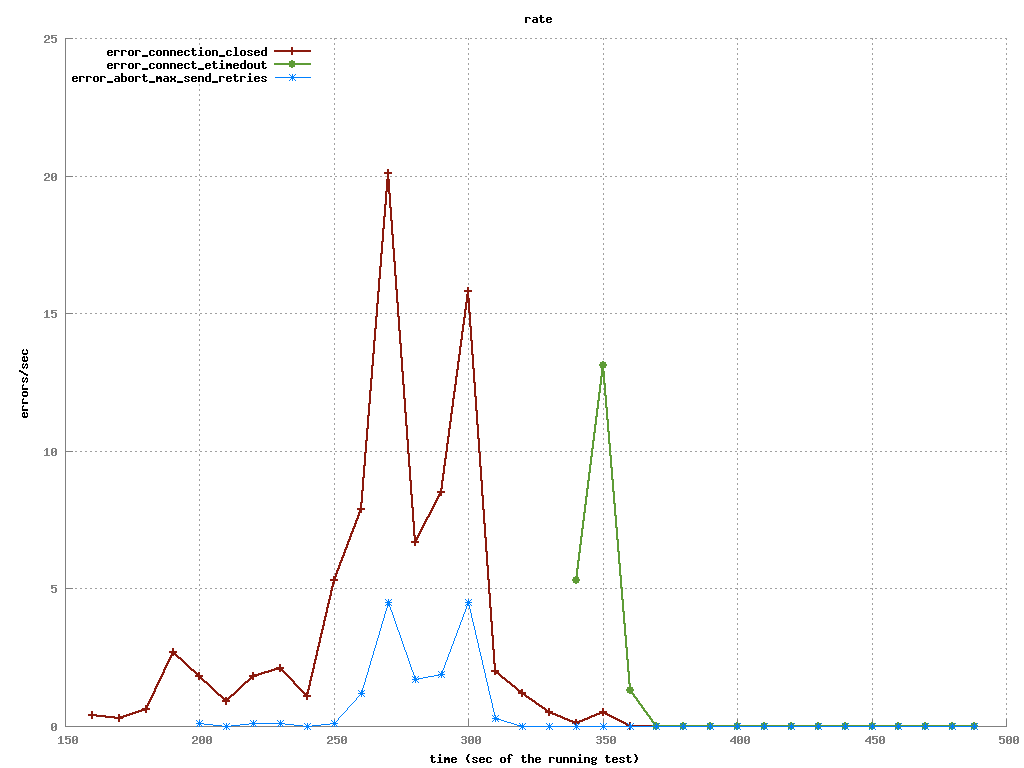 rate
25
error_connection_closed
error_connect_etimedout
error_abort_max_send_retries
20
15
errors/sec
10
5
0
150 200 250 300 350 400 450 500
time (sec of the running test)